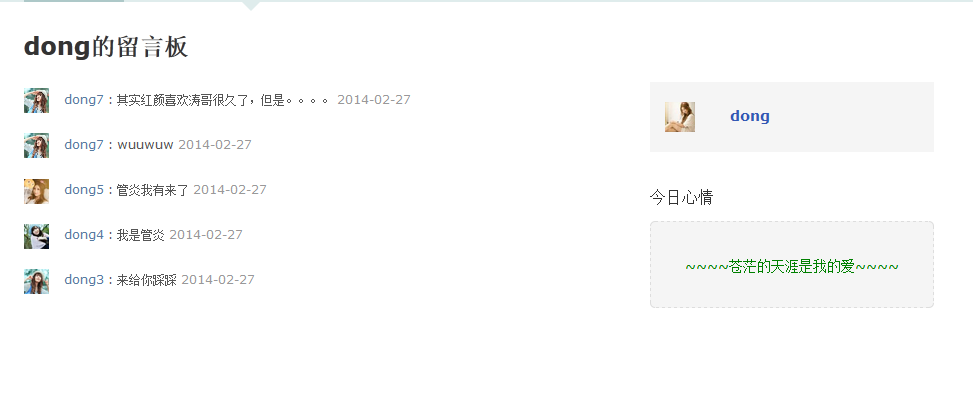 dong的留言板
dong7：其实红颜喜欢涛哥很久了，但是。。。。 2014-02-27
dong7：wuuwuw 2014-02-27
dong5：管炎我有来了 2014-02-27
dong4：我是管炎 2014-02-27
dong3：来给你踩踩 2014-02-27
dong
今日心情
~~~~苍茫的天涯是我的爱~~~~